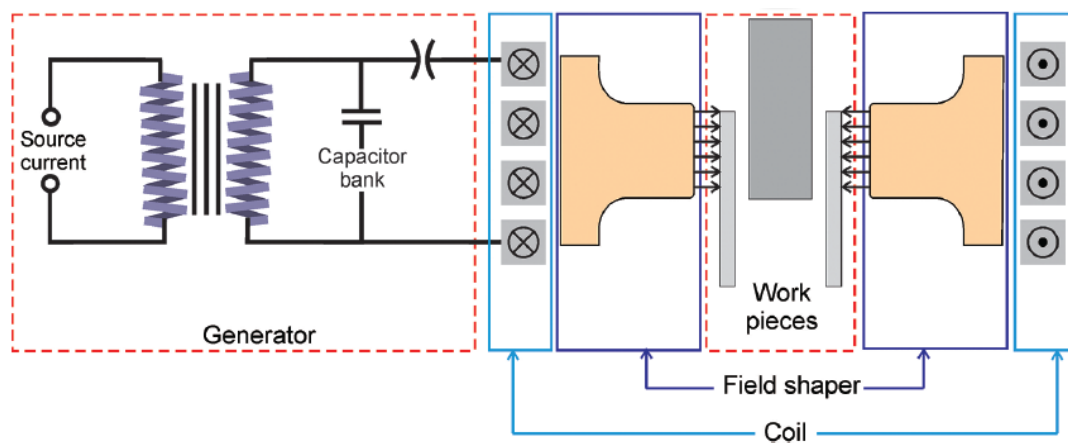 Source
current
Capacitor
bank
Generator
Work
pieces
Field shaper
Coil